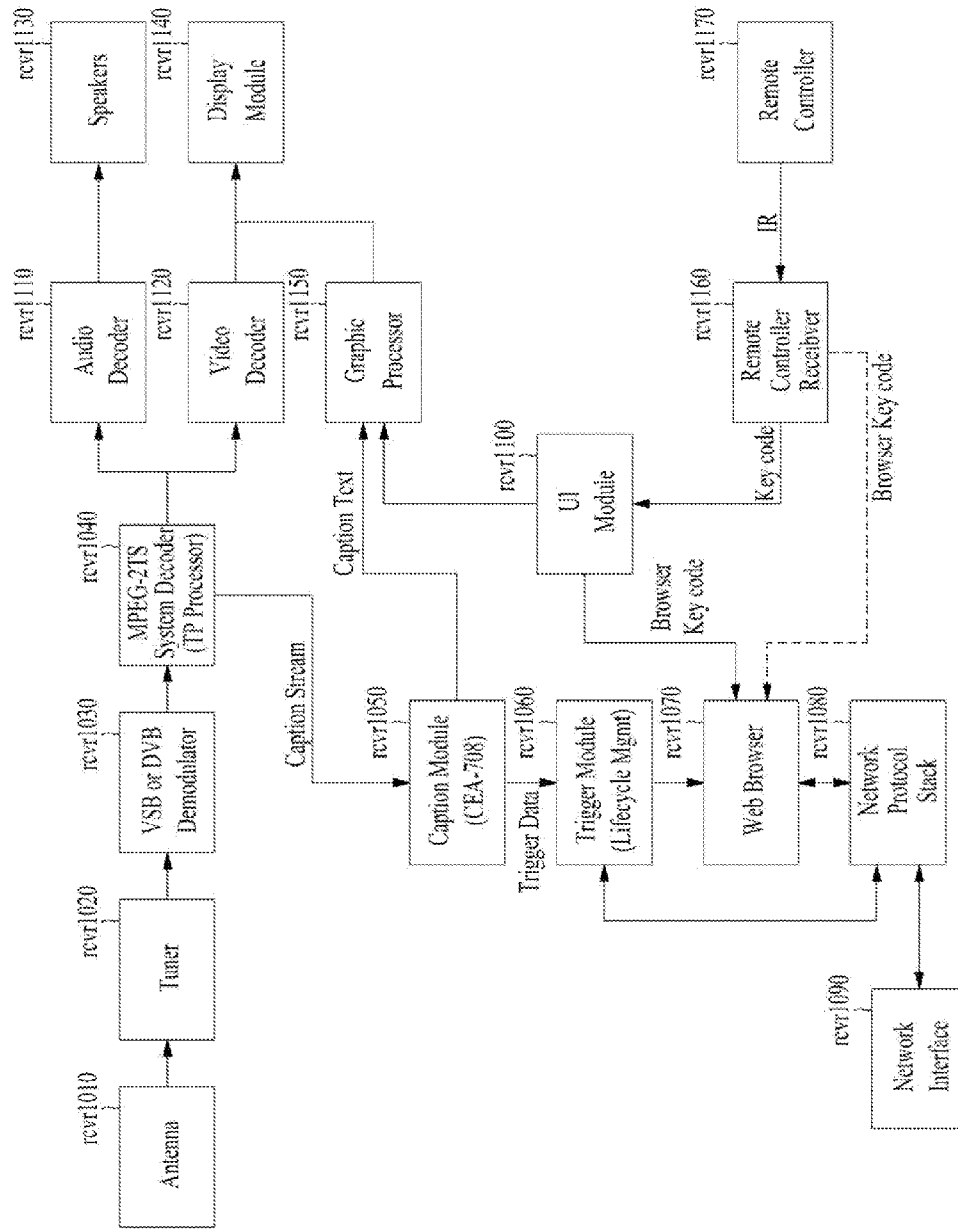 rcvr1010
Antenna
rcvr1020
Tuner
rcvr1030
VSB or DVB
Demodulator
rcvr1040
MPEG-2TS
System Decoder
(TP Processor)
rcvr1110
Audio
Decoder
rcvr1130
Speakers
rcvr1120
Video
Decoder
rcvr1140
Display
Module
rcvr1150
Graphic
Processor
Caption Stream
Caption Text
rcvr1050
Caption Module
(CEA-708)
Trigger Data
rcvr1060
Trigger Module
(Lifecycle Mgmt)
rcvr1100
UI
Module
Browser
Key code
Key code
rcvr1160
Remote
Controller
Receibver
IR
rcvr1170
Remote
Controller
Browser Key code
rcvr1070
Web Browser
rcvr1080
Network
Protocol
Stack
rcvr1090
Network
Interface